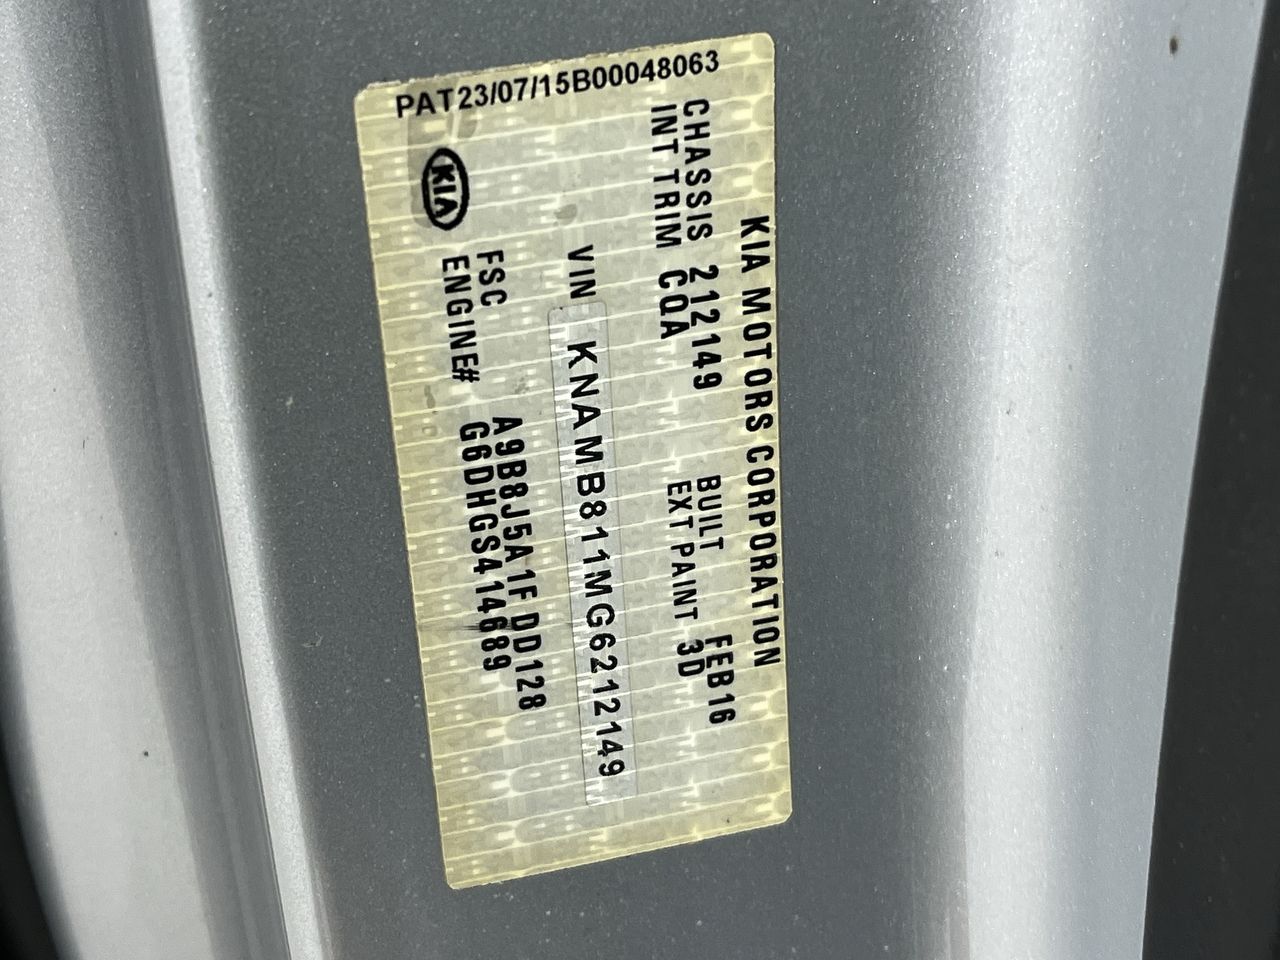 PAT23/07/15B00048063
KIA MOTORS CORPORATION
CHASSIS 212149 BUILT FEB16
INT TRIM CQA EXT PAINT 3D
VIN KNAMB811MG6212149
FSC A9B8J5A1F DD128
ENGINE# G6DHGS414689
KIA